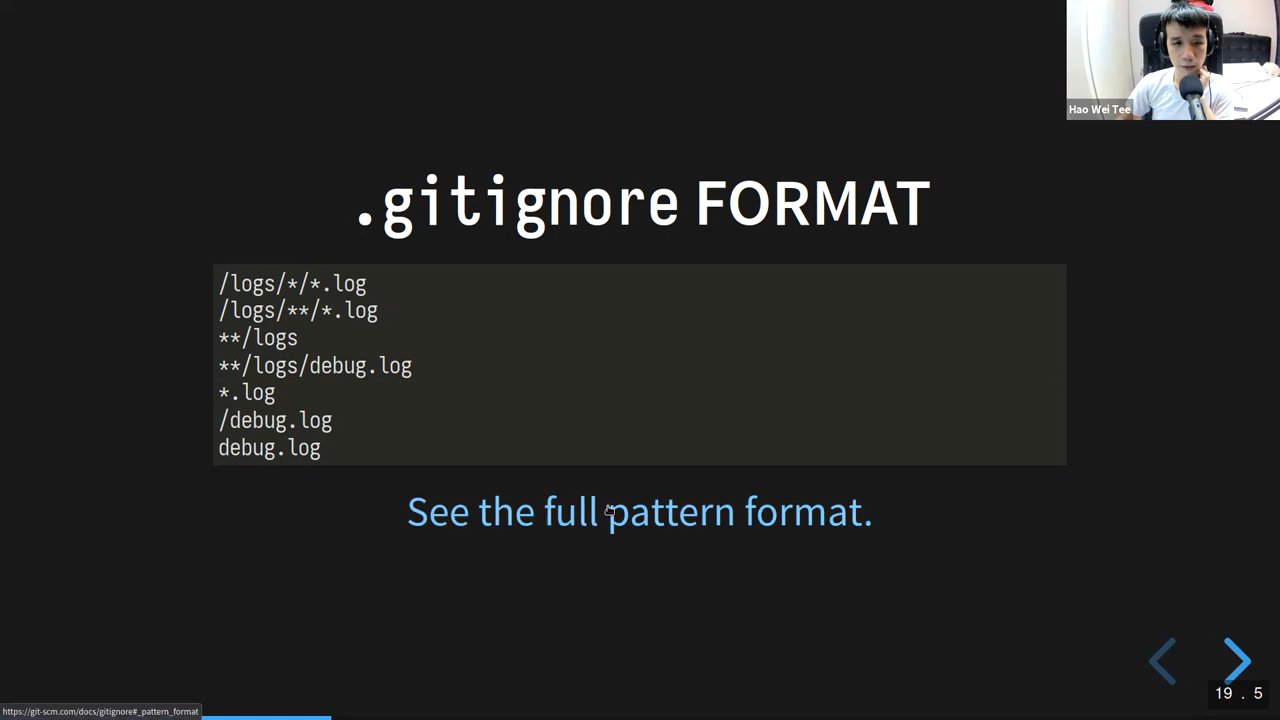 Hao Wei Tee
.gitignore FORMAT
/logs/*/*.log
/logs/**/*.log
**/logs
**/logs/debug.log
*.log
/debug.log
debug.log
See the full pattern format.
19 . 5
https://git-scm.com/docs/gitignore#_pattern_format